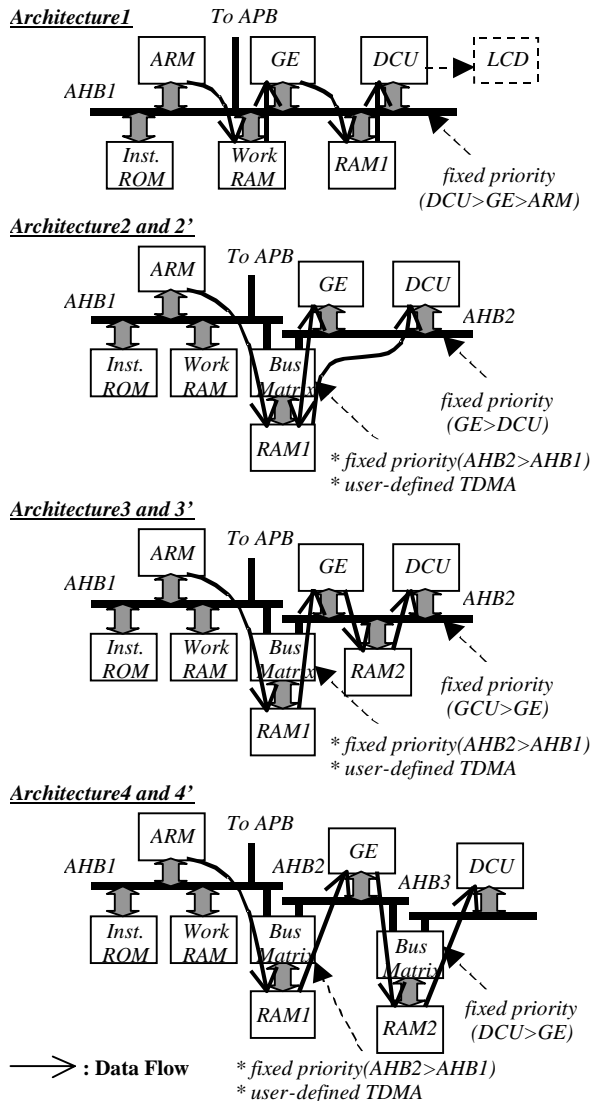 Architecture1
To APB
ARM
GE
DCU
LCD
AHB1
Inst.
ROM
Work
RAM
RAM1
fixed priority
(DCU>GE>ARM)
Architecture2 and 2’
To APB
ARM
GE
DCU
AHB1
AHB2
Inst.
ROM
Work
RAM
Bus
Matrix
RAM1
fixed priority
(GE>DCU)
* fixed priority(AHB2>AHB1)
* user-defined TDMA
Architecture3 and 3’
To APB
ARM
GE
DCU
AHB1
AHB2
Inst.
ROM
Work
RAM
Bus
Matrix
RAM2
RAM1
fixed priority
(GCU>GE)
* fixed priority(AHB2>AHB1)
* user-defined TDMA
Architecture4 and 4’
To APB
ARM
GE
DCU
AHB1
AHB2
AHB3
Inst.
ROM
Work
RAM
Bus
Matrix
Bus
Matrix
RAM1
RAM2
fixed priority
(DCU>GE)
: Data Flow
* fixed priority(AHB2>AHB1)
* user-defined TDMA